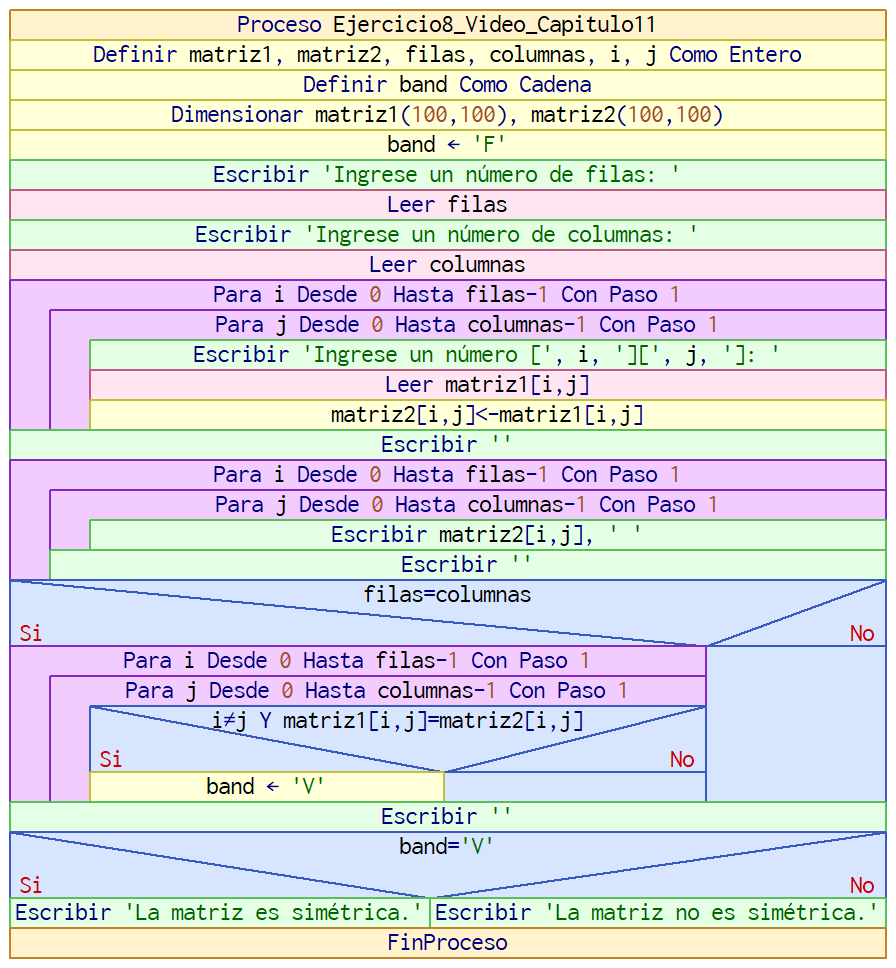 Proceso Ejercicio8_Video_Capitulo11
Definir matriz1, matriz2, filas, columnas, i, j Como Entero
Definir band Como Cadena
Dimensionar matriz1(100,100), matriz2(100,100)
band ← 'F'
Escribir 'Ingrese un número de filas: '
Leer filas
Escribir 'Ingrese un número de columnas: '
Leer columnas
Para i Desde 0 Hasta filas-1 Con Paso 1
Para j Desde 0 Hasta columnas-1 Con Paso 1
Escribir 'Ingrese un número [', i, '][', j, ']: '
Leer matriz1[i,j]
matriz2[i,j]<-matriz1[i,j]
Escribir ''
Para i Desde 0 Hasta filas-1 Con Paso 1
Para j Desde 0 Hasta columnas-1 Con Paso 1
Escribir matriz2[i,j], ' '
Escribir ''
filas=columnas
Si No
Para i Desde 0 Hasta filas-1 Con Paso 1
Para j Desde 0 Hasta columnas-1 Con Paso 1
i≠j Y matriz1[i,j]=matriz2[i,j]
Si No
band ← 'V'
Escribir ''
band='V'
Si No
Escribir 'La matriz es simétrica.' Escribir 'La matriz no es simétrica.'
FinProceso